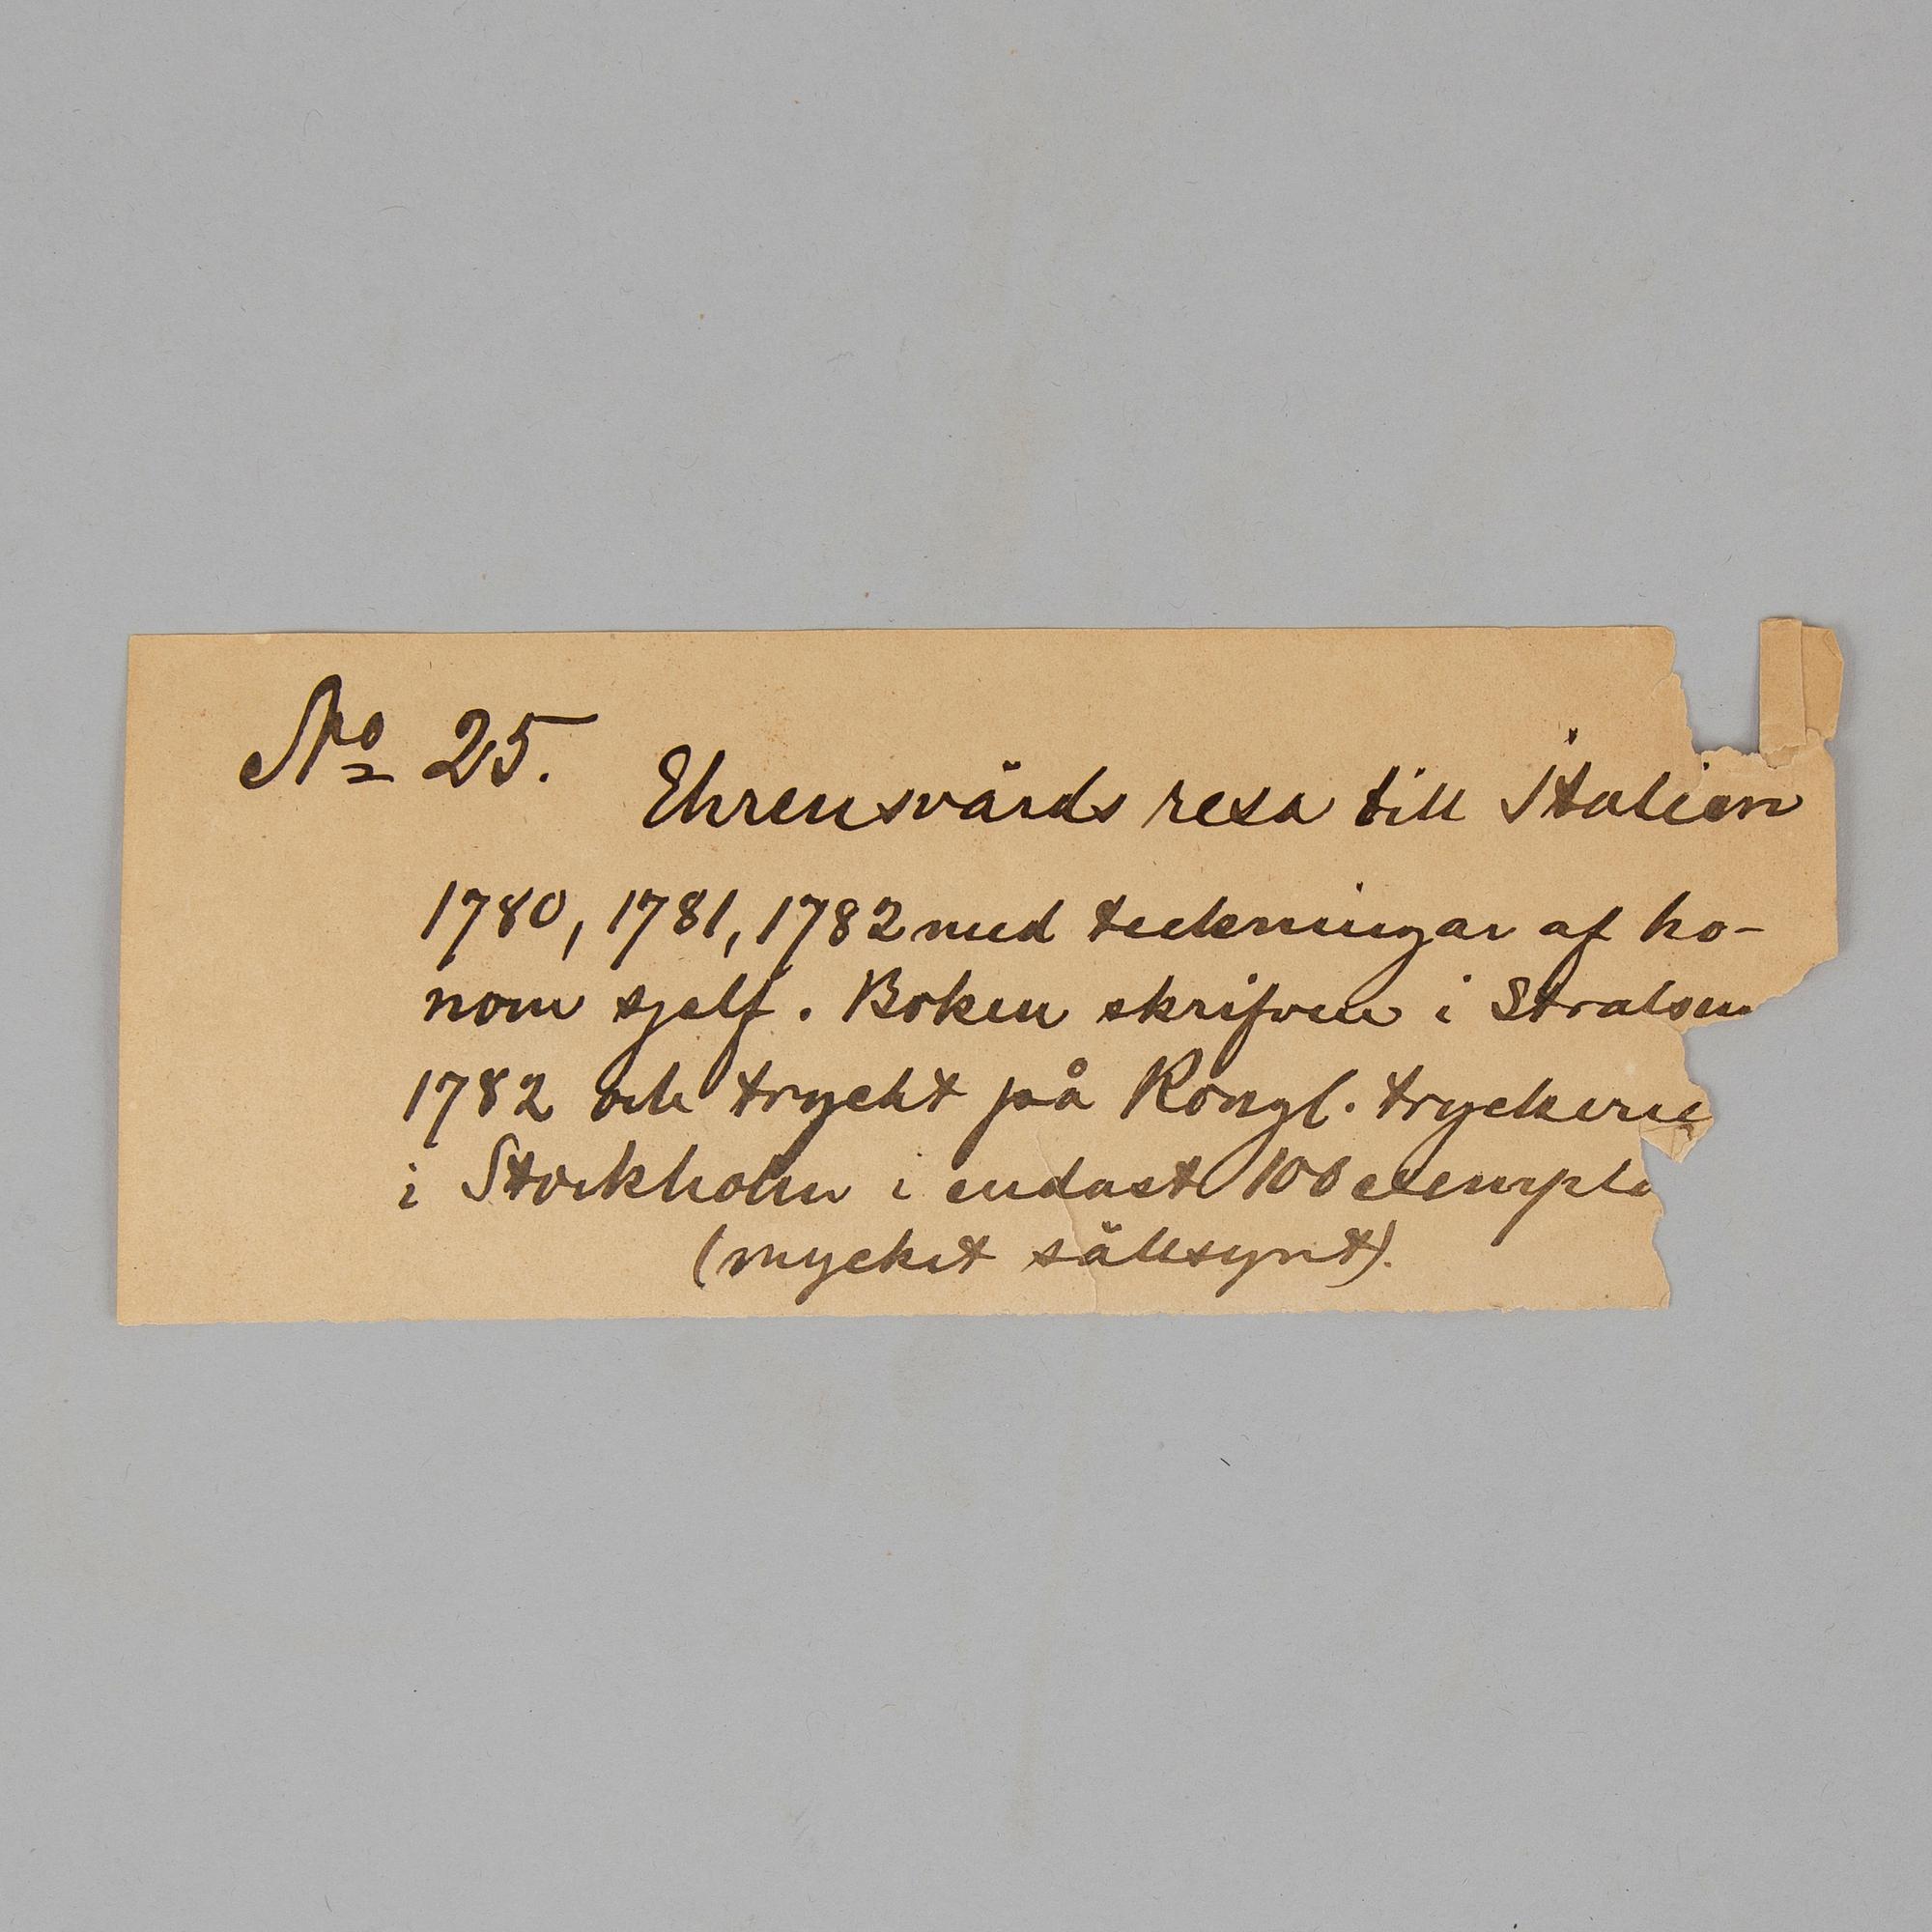 No 25.
Ehrensvärds resa till Italien
1780, 1781, 1782 med teckningar af ho-
nom sjelf. Boken skrifven i Stralsun
1782 och tryckt på Kongl. tryckerie
i Stockholm i endast 100 exempla
(mycket sällsynt).